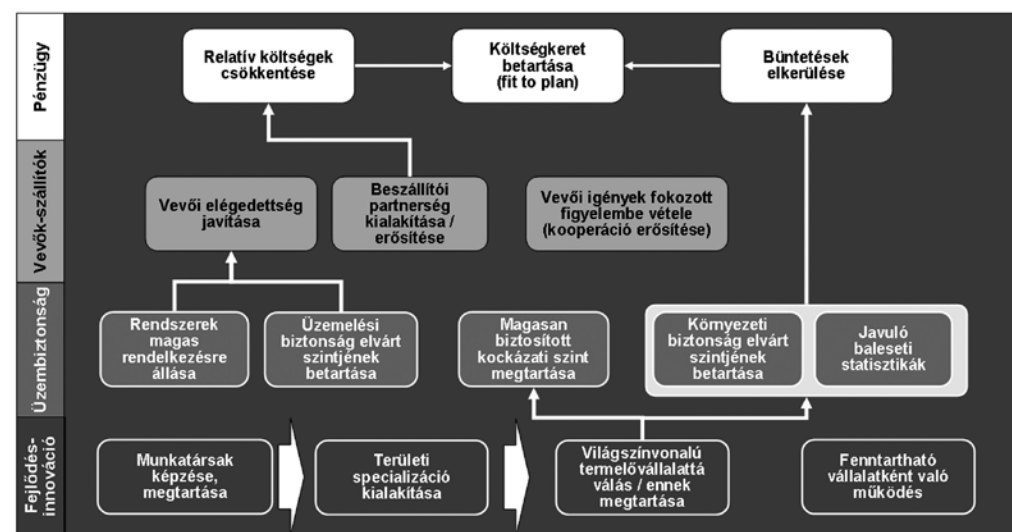 Pénzügy
Relatív költségek
csökkentése
Költségkeret
betartása
(fit to plan)
Büntetések
elkerülése
Vevők-szállítók
Vevői elégedettség
javítása
Beszállítói
partnerség
kialakítása /
erősítése
Vevői igények fokozott
figyelembe vétele
(kooperáció erősítése)
Üzembiztonság
Rendszerek
magas
rendelkezésre
állása
Üzemelési
biztonság elvárt
szintjének
betartása
Magasan
biztosított
kockázati szint
megtartása
Környezeti
biztonság elvárt
szintjének
betartása
Javuló
baleseti
statisztikák
Fejlődés-
innováció
Munkatársak
képzése,
megtartása
Területi
specializáció
kialakítása
Világszínvonalú
termelővállalattá
válás / ennek
megtartása
Fenntartható
vállalatként való
működés